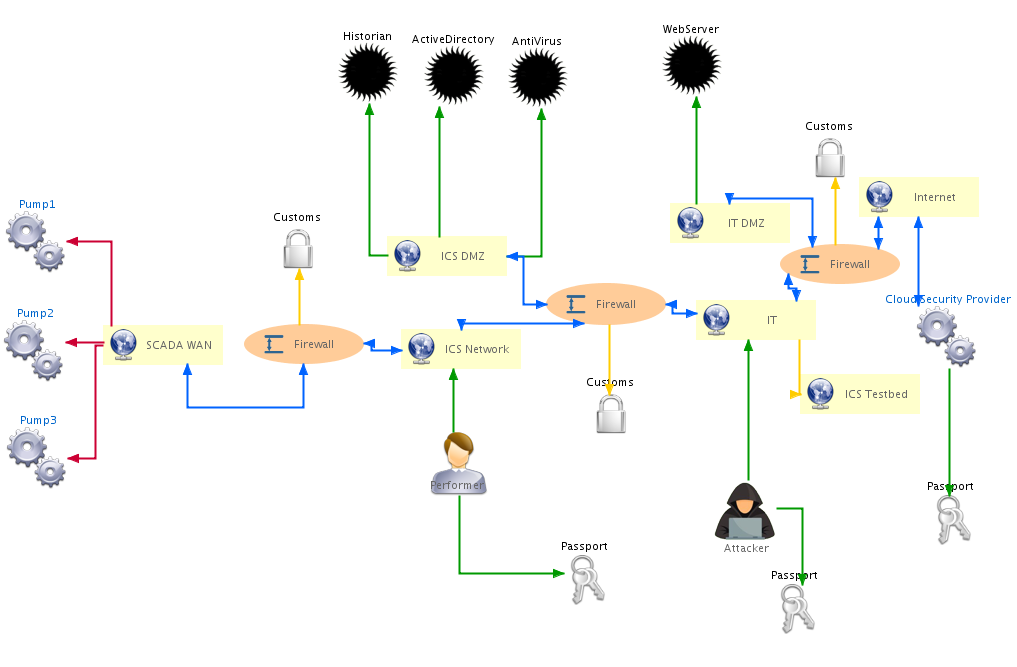 WebServer
Historian
ActiveDirectory
AntiVirus
Customs
Internet
Pump1
Customs
IT DMZ
ICS DMZ
Firewall
Cloud Security Provider
Firewall
Pump2
IT
SCADA WAN
Firewall
ICS Network
Customs
ICS Testbed
Pump3
Performer
Passport
Passport
Attacker
Passport